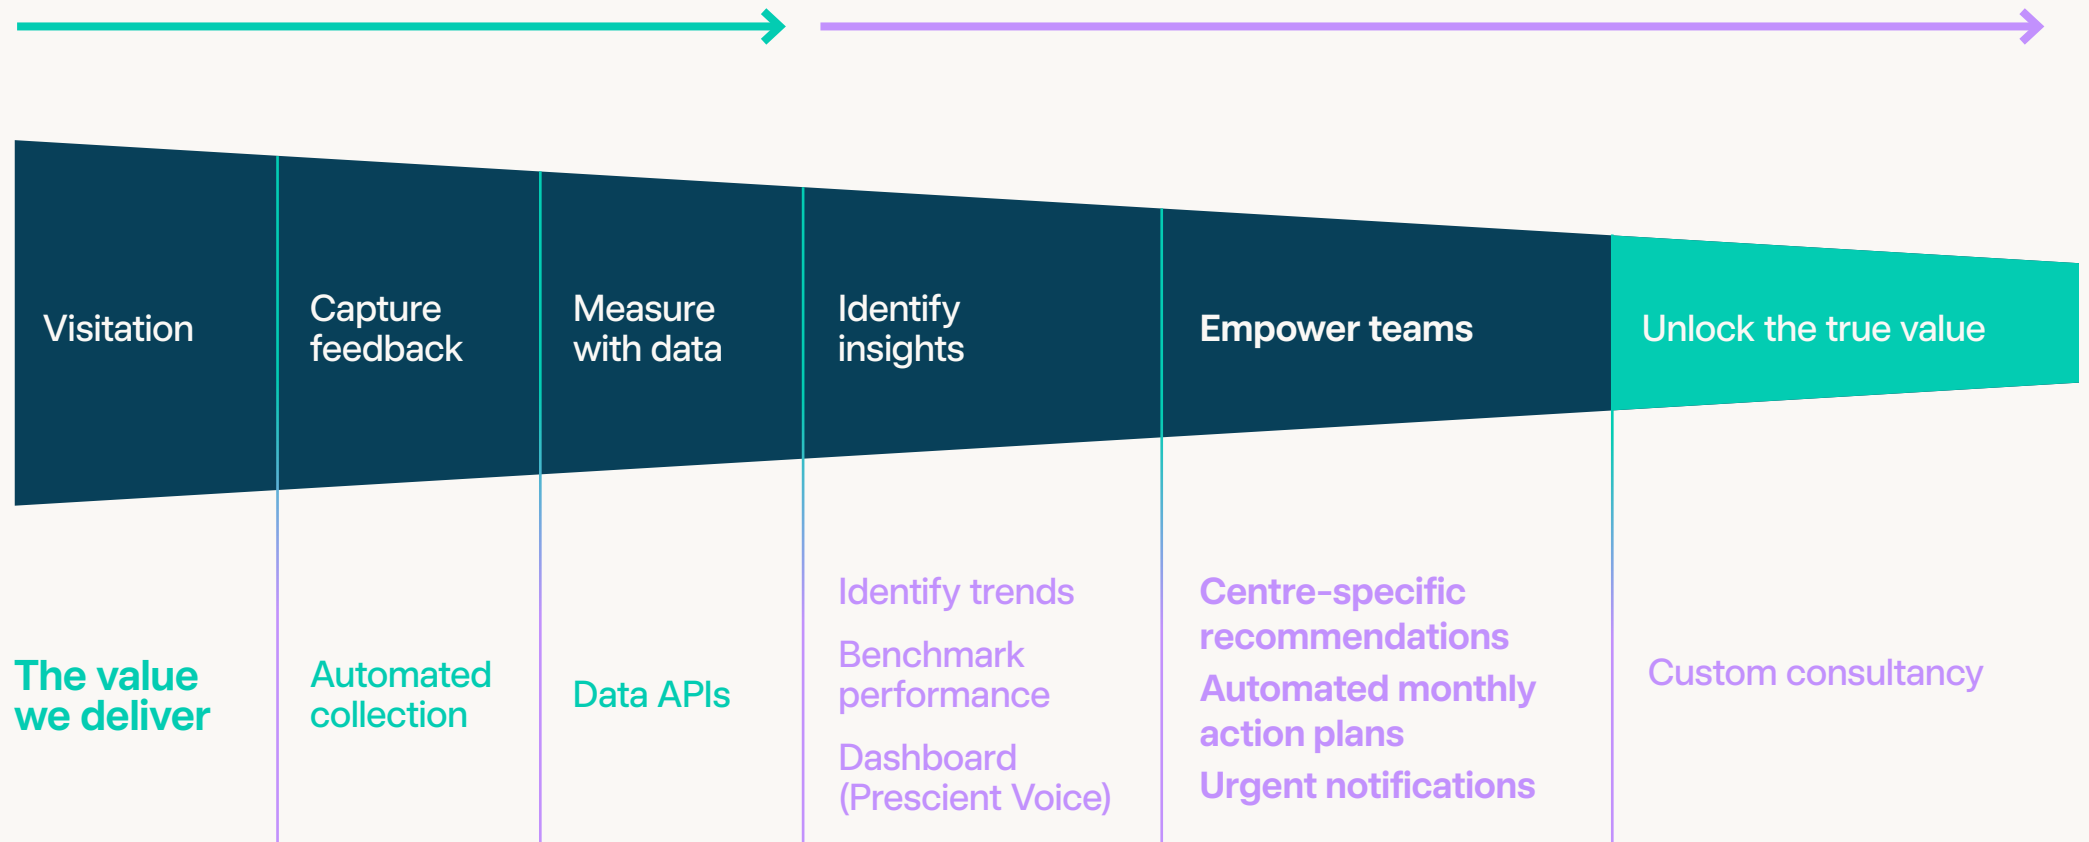 Visitation
Capture
feedback
Measure
with data
Identify
insights
Empower teams
Unlock the true value
The value
we deliver
Automated
collection
Data APIs
Identify trends
Benchmark
performance
Dashboard
(Prescient Voice)
Centre-specific
recommendations
Automated monthly
action plans
Urgent notifications
Custom consultancy